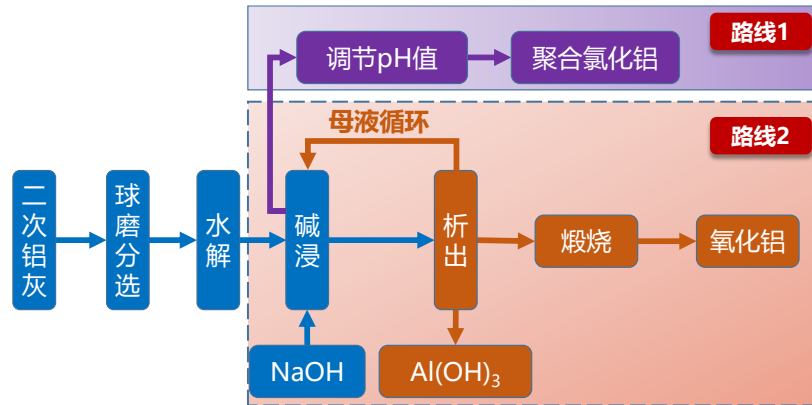 路线1
调节pH值
聚合氯化铝
路线2
母液循环
二次铝灰
球磨分选
水解
碱浸
析出
煅烧
氧化铝
NaOH
Al(OH)₃